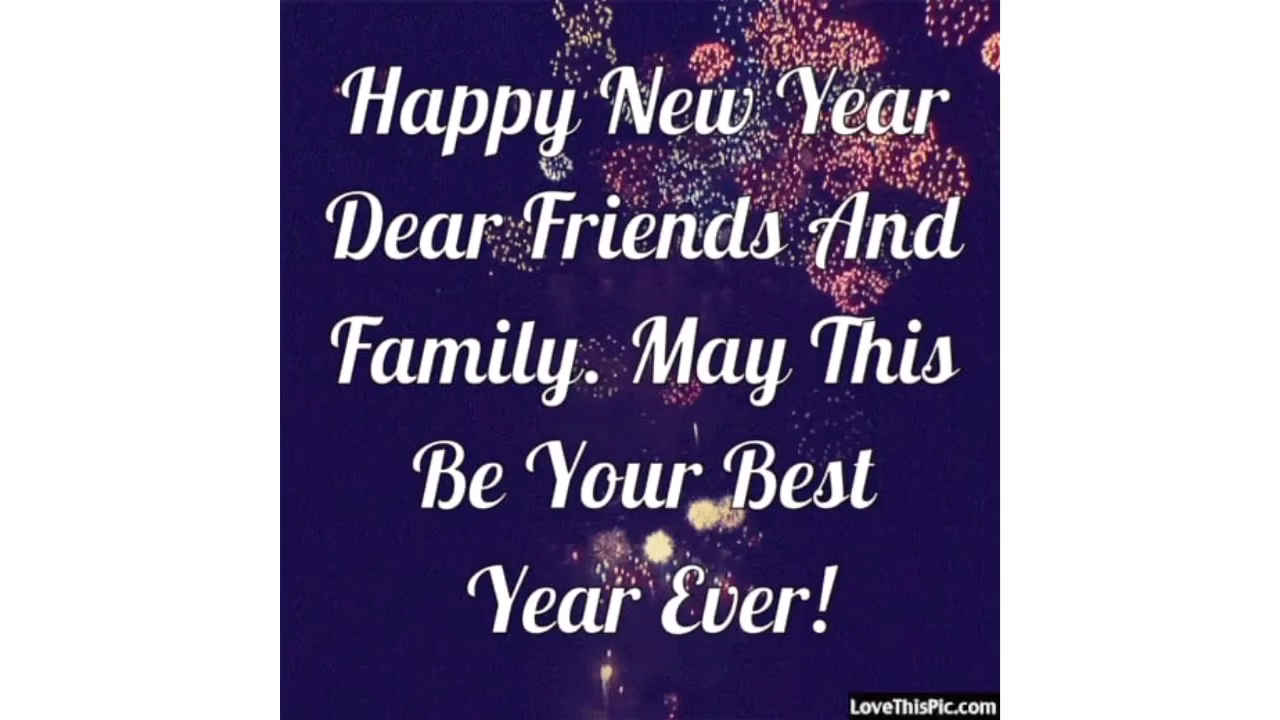 Happy New Year
Dear Friends And
Family. May This
Be Your Best
Year Ever!
LoveThisPic.com